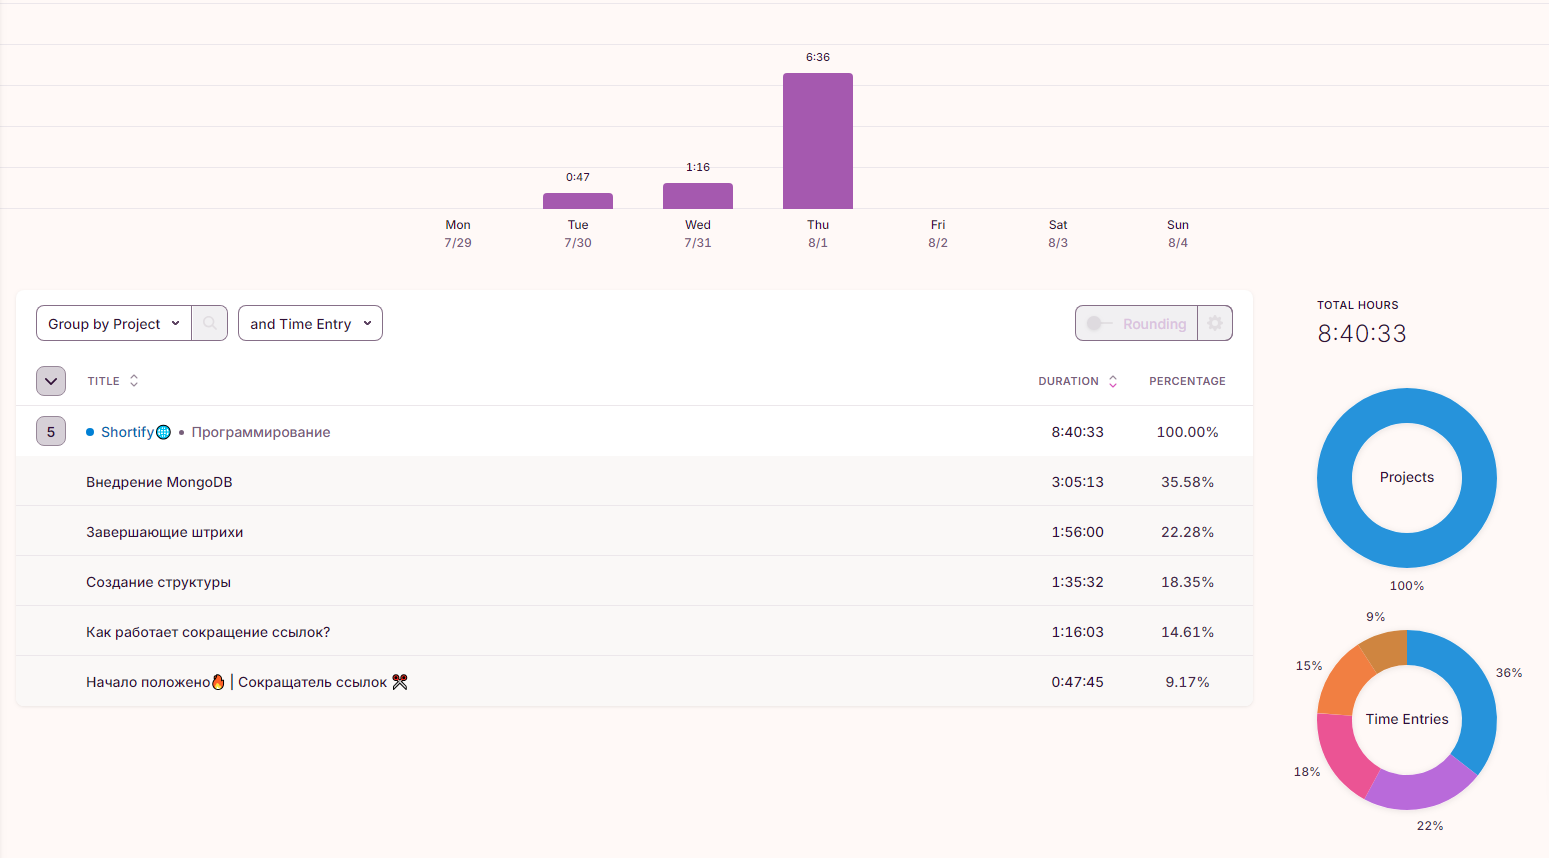 6:36
1:16
0:47
Mon Tue Wed Thu Fri Sat Sun
7/29 7/30 7/31 8/1 8/2 8/3 8/4
Group by Project and Time Entry Rounding
TITLE DURATION PERCENTAGE
5 Shortify🌐 • Программирование 8:40:33 100.00%
Внедрение MongoDB 3:05:13 35.58%
Завершающие штрихи 1:56:00 22.28%
Создание структуры 1:35:32 18.35%
Как работает сокращение ссылок? 1:16:03 14.61%
Начало положено🔥 | Сокращатель ссылок ✂ 0:47:45 9.17%
TOTAL HOURS
8:40:33
Projects
100%
9%
15%
36%
Time Entries
18%
22%